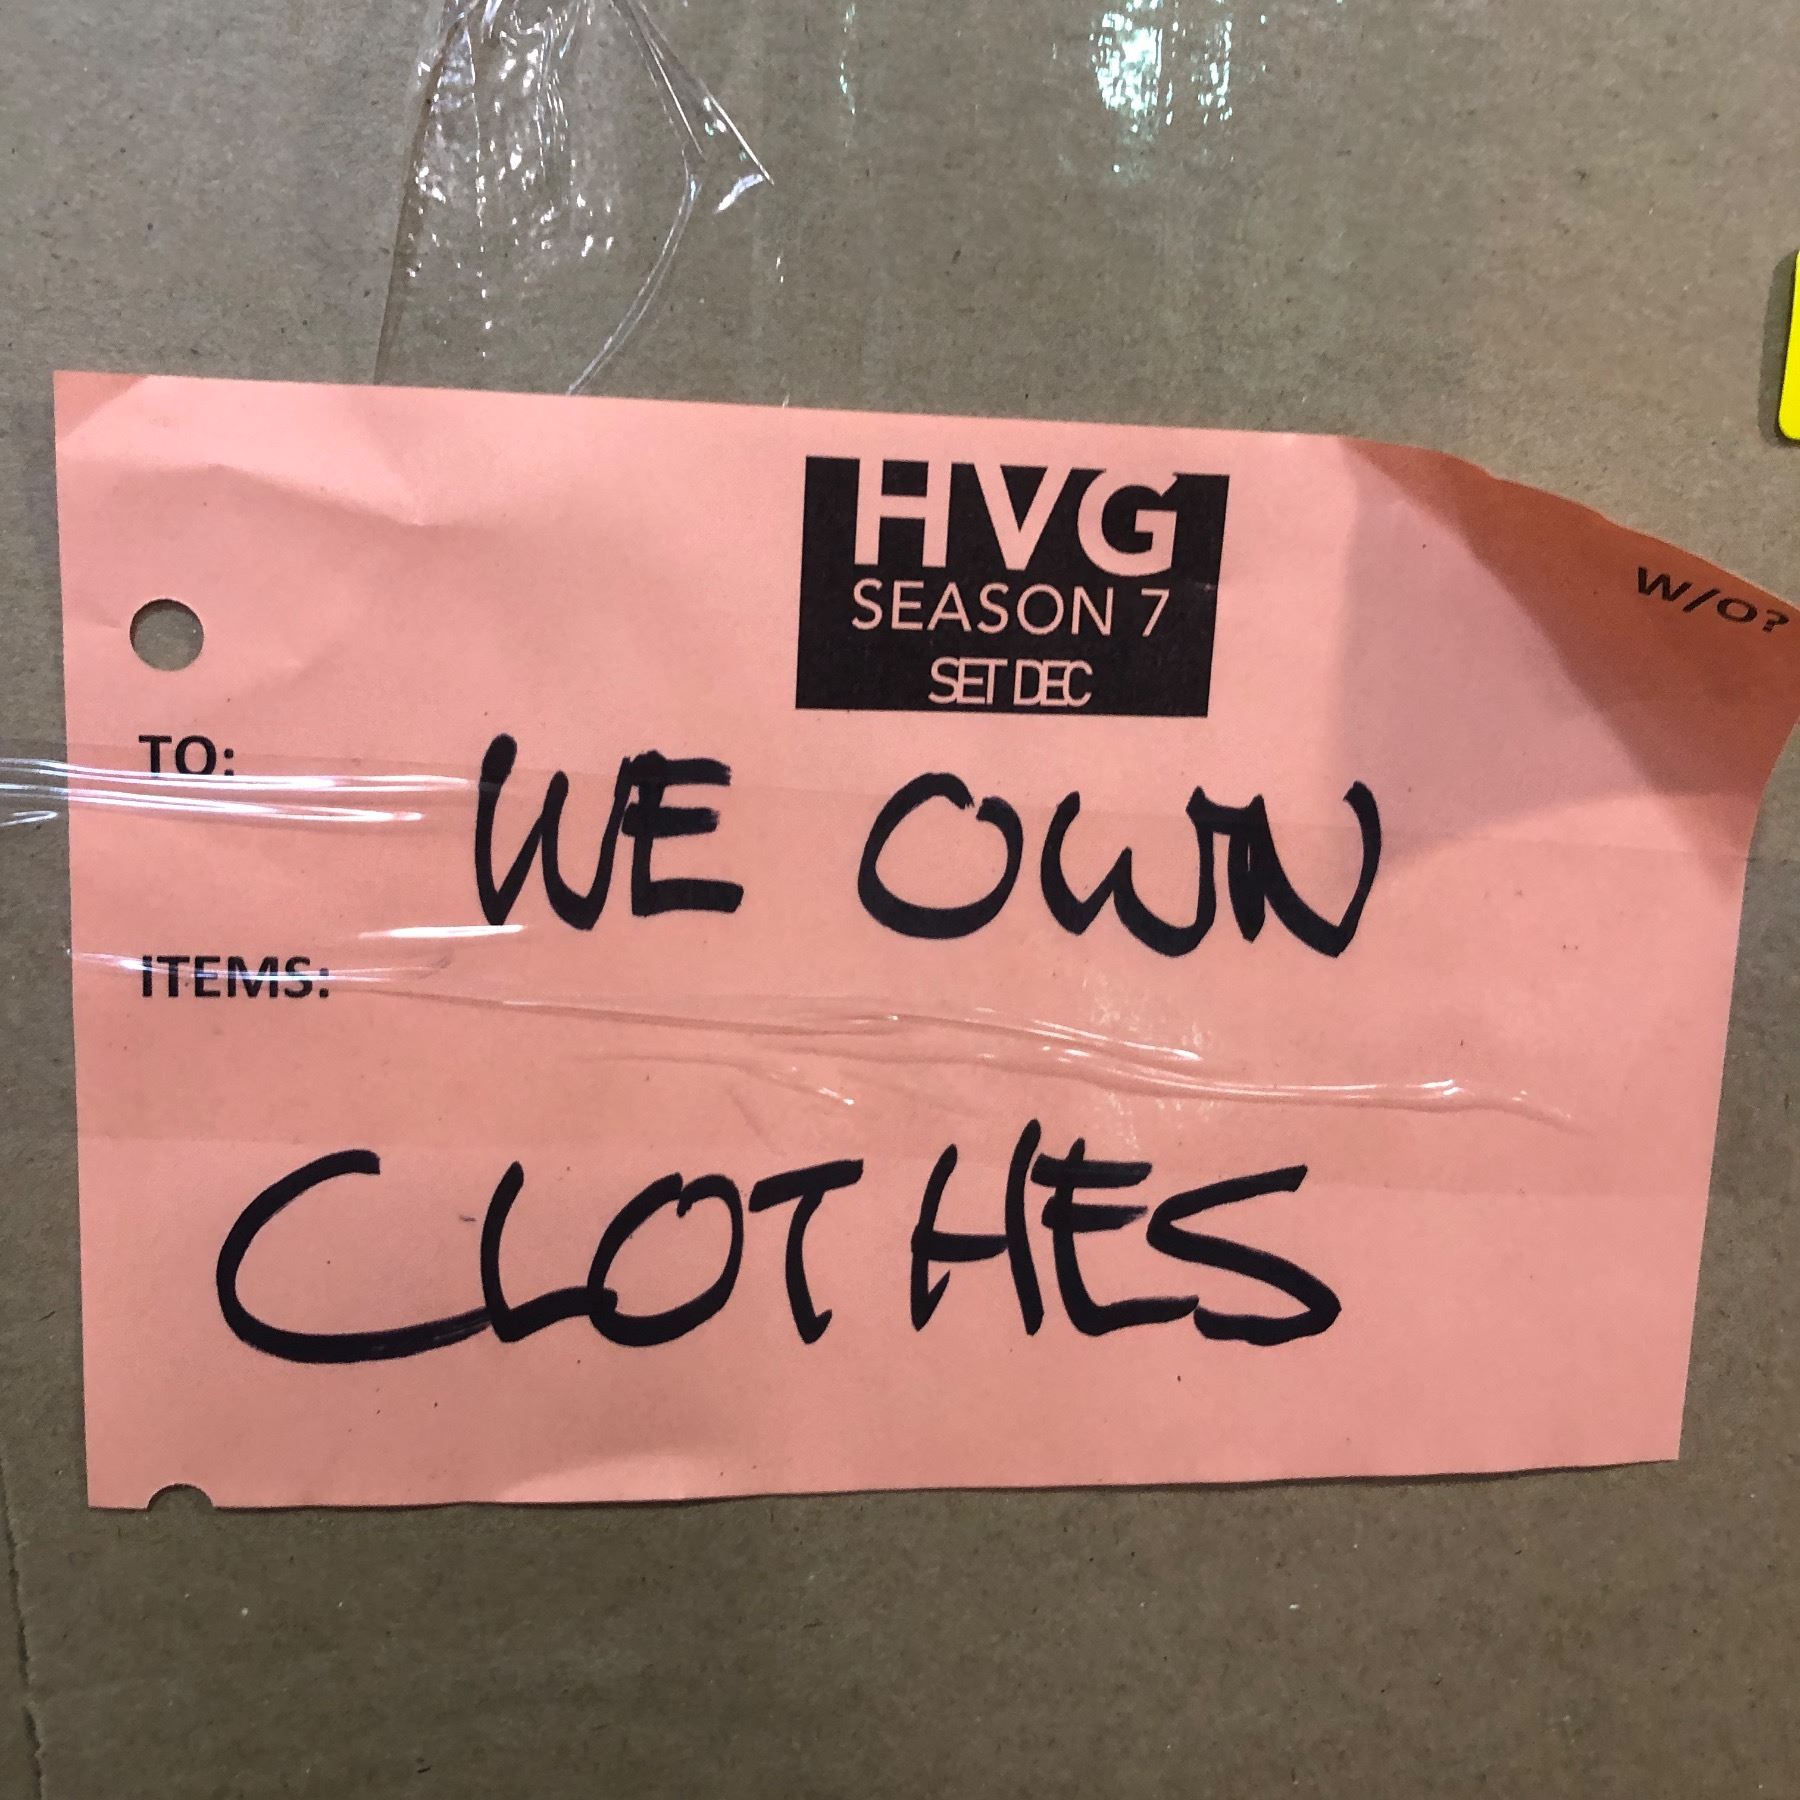 HVG
SEASON 7
SET DEC
W/O?
TO: WE OWN
ITEMS:
CLOTHES